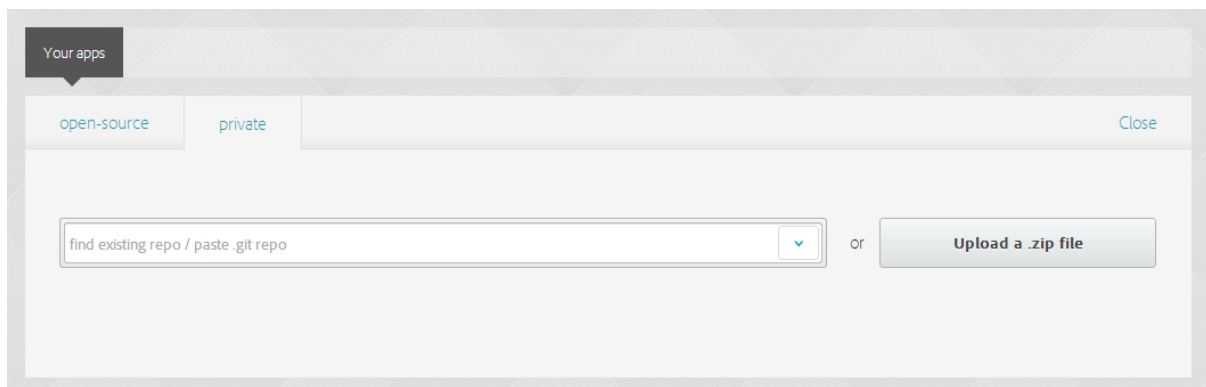 Your apps
open-source private Close
find existing repo / paste .git repo or Upload a .zip file